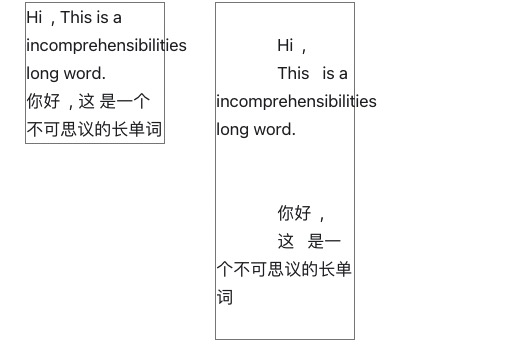 Hi  , This is a
incomprehensibilities
long word.
你好  , 这 是一个
不可思议的长单词
Hi  ,
This   is a
incomprehensibilities
long word.
你好  ,
这   是一
个不可思议的长单
词